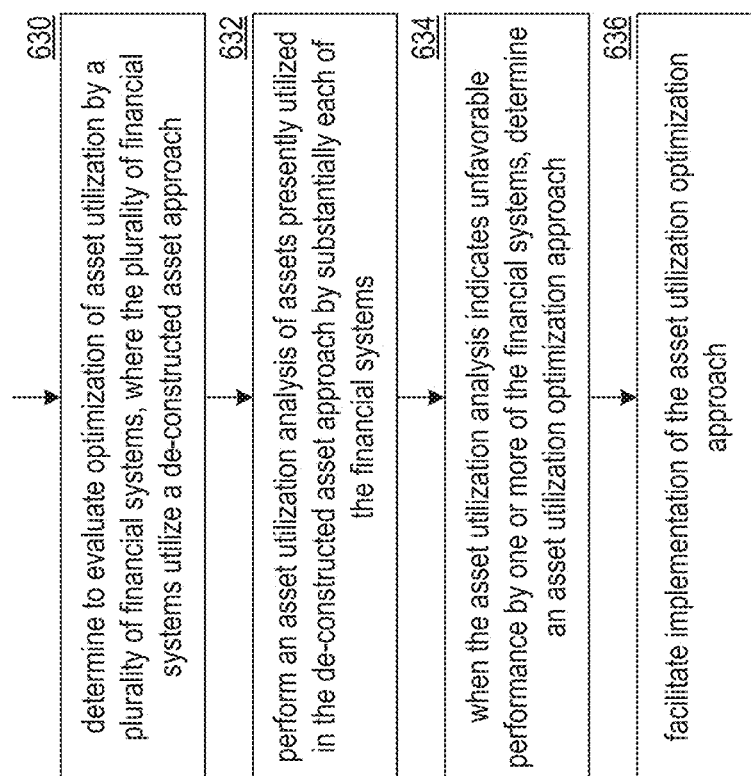 630
determine to evaluate optimization of asset utilization by a
plurality of financial systems, where the plurality of financial
systems utilize a de-constructed asset approach
632
perform an asset utilization analysis of assets presently utilized
in the de-constructed asset approach by substantially each of
the financial systems
634
when the asset utilization analysis indicates unfavorable
performance by one or more of the financial systems, determine
an asset utilization optimization approach
636
facilitate implementation of the asset utilization optimization
approach